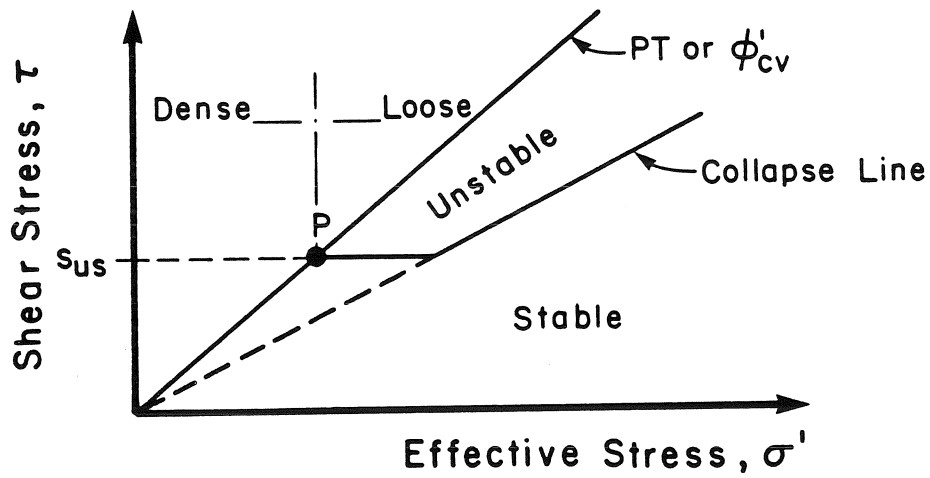 PT or ϕ'cv
Dense
Loose
Unstable
Collapse Line
P
Sus
Stable
Shear Stress, τ
Effective Stress, σ'